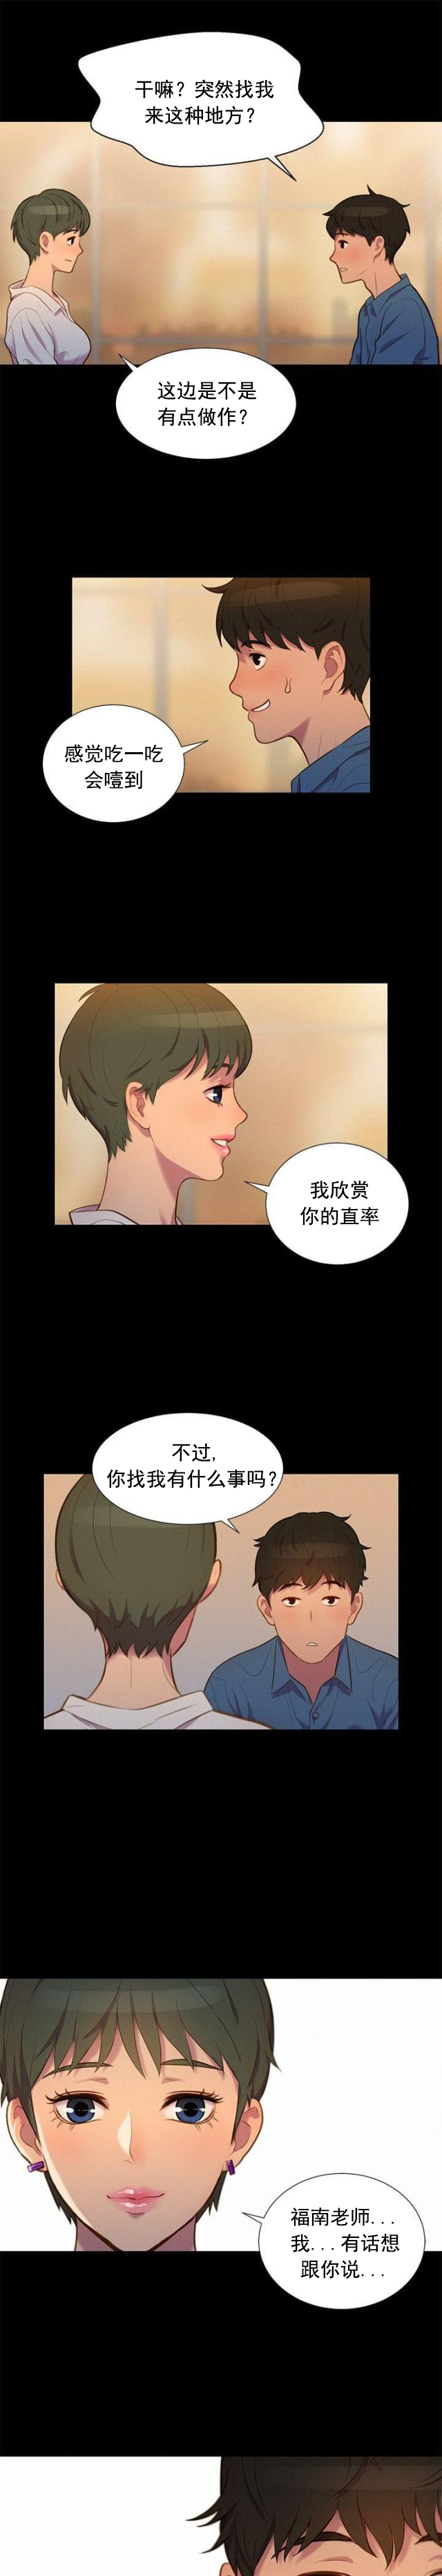 干嘛？突然找我
来这种地方？
这边是不是
有点做作？
感觉吃一吃
会噎到
我欣赏
你的直率
不过，
你找我有什么事吗？
福南老师...
我...有话想
跟你说...